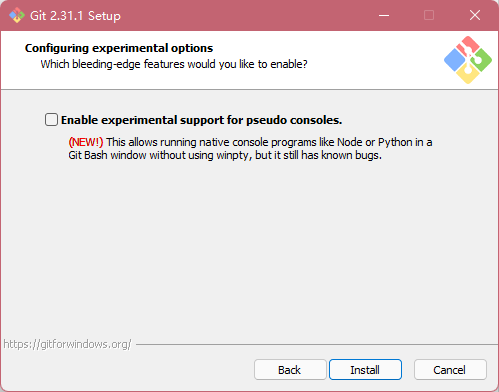 Git 2.31.1 Setup
Configuring experimental options
Which bleeding-edge features would you like to enable?
Enable experimental support for pseudo consoles.
(NEW!) This allows running native console programs like Node or Python in a
Git Bash window without using winpty, but it still has known bugs.
https://gitforwindows.org/
Back Install Cancel